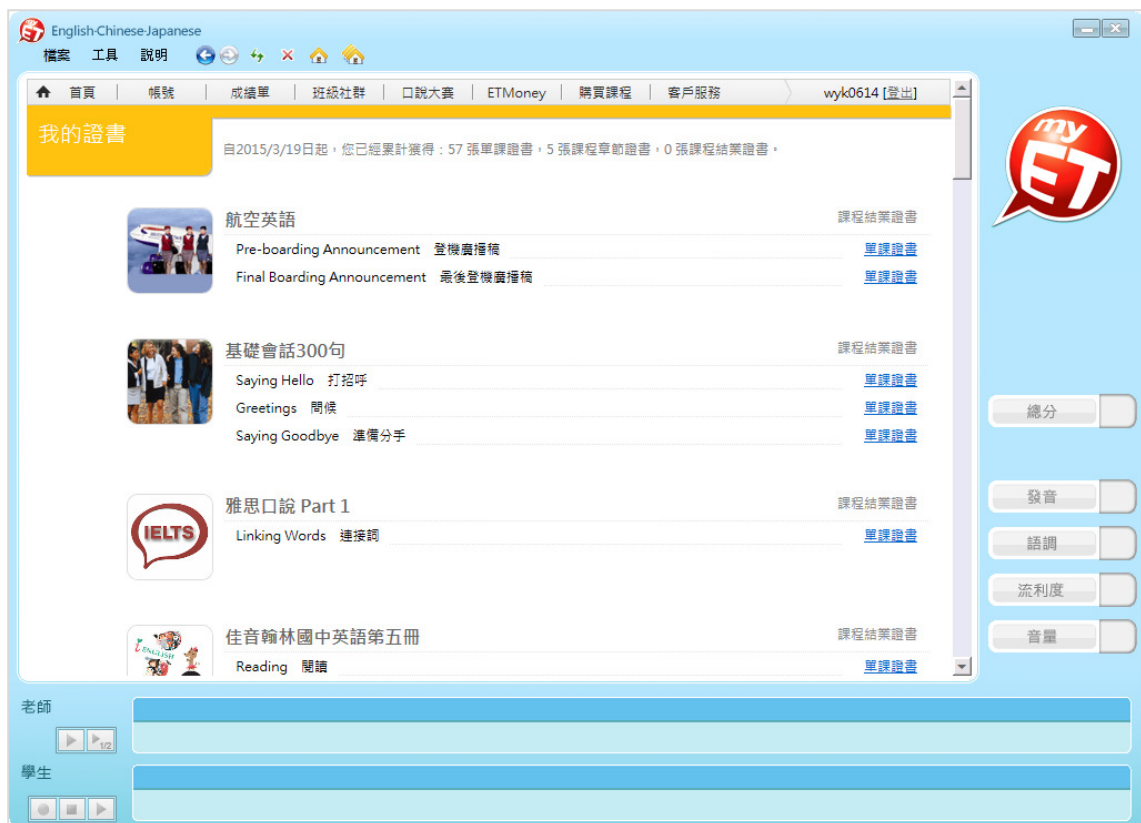 my ET English-Chinese-Japanese
檔案 工具 說明
首頁 帳號 成績單 班級社群 口說大賽 ETMoney 購買課程 客戶服務 wyk0614 [登出]
我的證書
自2015/3/19日起，您已經累計獲得：57 張單課證書，5 張課程章節證書，0 張課程結業證書。
航空英語 課程結業證書
Pre-boarding Announcement 登機廣播稿 單課證書
Final Boarding Announcement 最後登機廣播稿 單課證書
基礎會話300句 課程結業證書
Saying Hello 打招呼 單課證書
Greetings 問候 單課證書
Saying Goodbye 準備分手 單課證書
IELTS
雅思口說 Part 1 課程結業證書
Linking Words 連接詞 單課證書
i ENGLISH
佳音翰林國中英語第五冊 課程結業證書
Reading 閱讀 單課證書
my ET
總分
發音
語調
流利度
音量
老師
1/2
學生